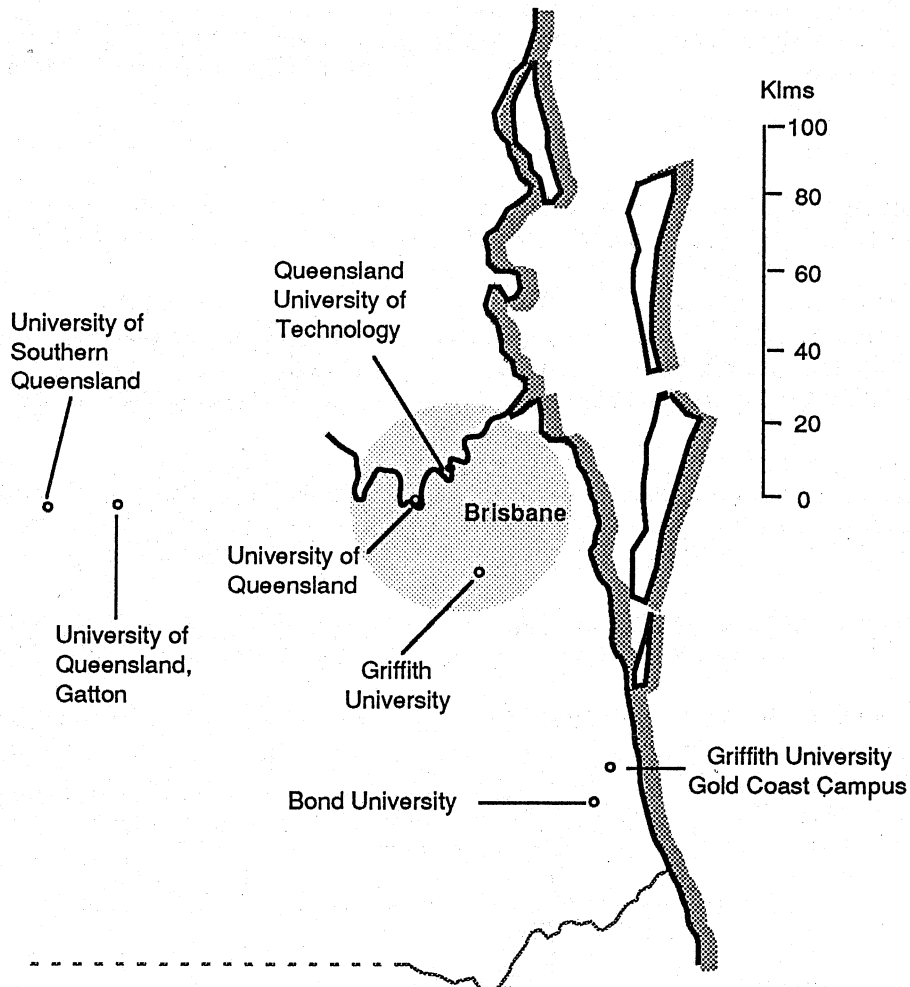 Klms
100
80
60
40
20
0
Queensland
University of
Technology
University of
Southern
Queensland
Brisbane
University of
Queensland
University of
Queensland,
Gatton
Griffith
University
Griffith University
Gold Coast Campus
Bond University